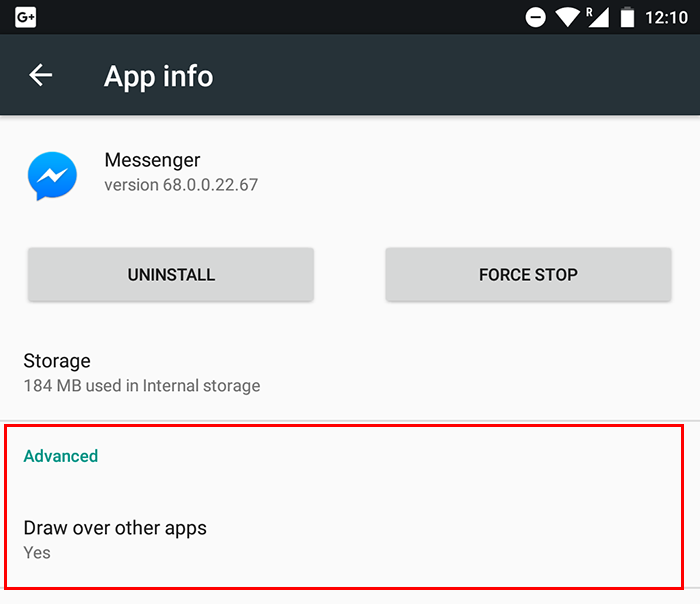 G+
R
12:10
App info
Messenger
version 68.0.0.22.67
UNINSTALL
FORCE STOP
Storage
184 MB used in Internal storage
Advanced
Draw over other apps
Yes